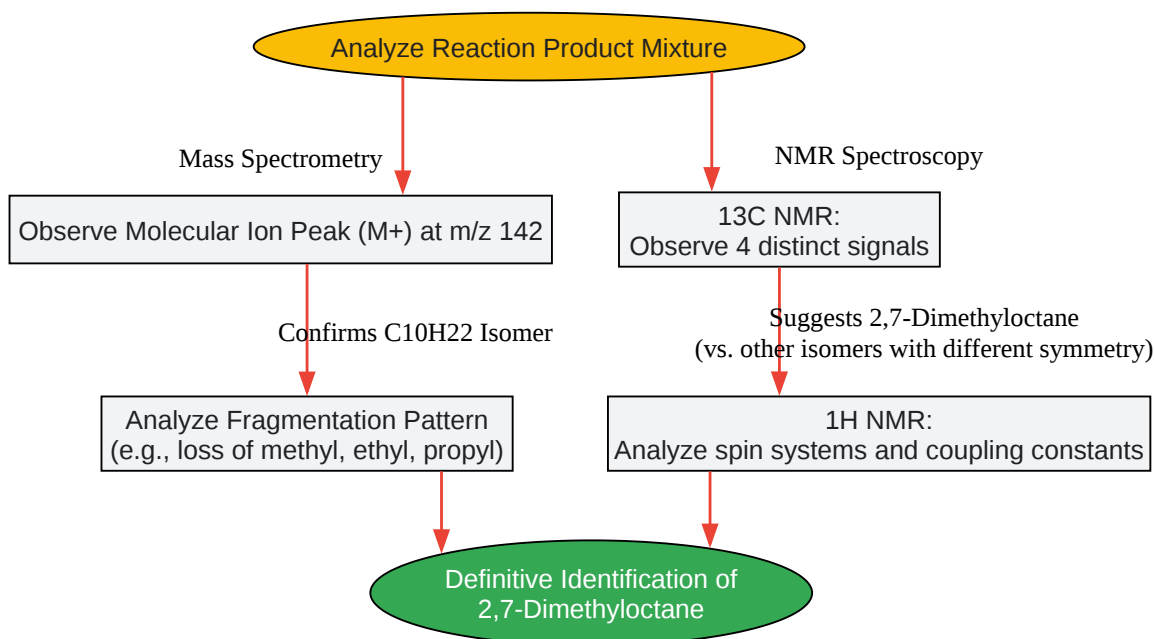 Analyze Reaction Product Mixture
Mass Spectrometry
NMR Spectroscopy
Observe Molecular Ion Peak (M+) at m/z 142
13C NMR:
Observe 4 distinct signals
Confirms C10H22 Isomer
Suggests 2,7-Dimethyloctane
(vs. other isomers with different symmetry)
Analyze Fragmentation Pattern
(e.g., loss of methyl, ethyl, propyl)
1H NMR:
Analyze spin systems and coupling constants
Definitive Identification of
2,7-Dimethyloctane